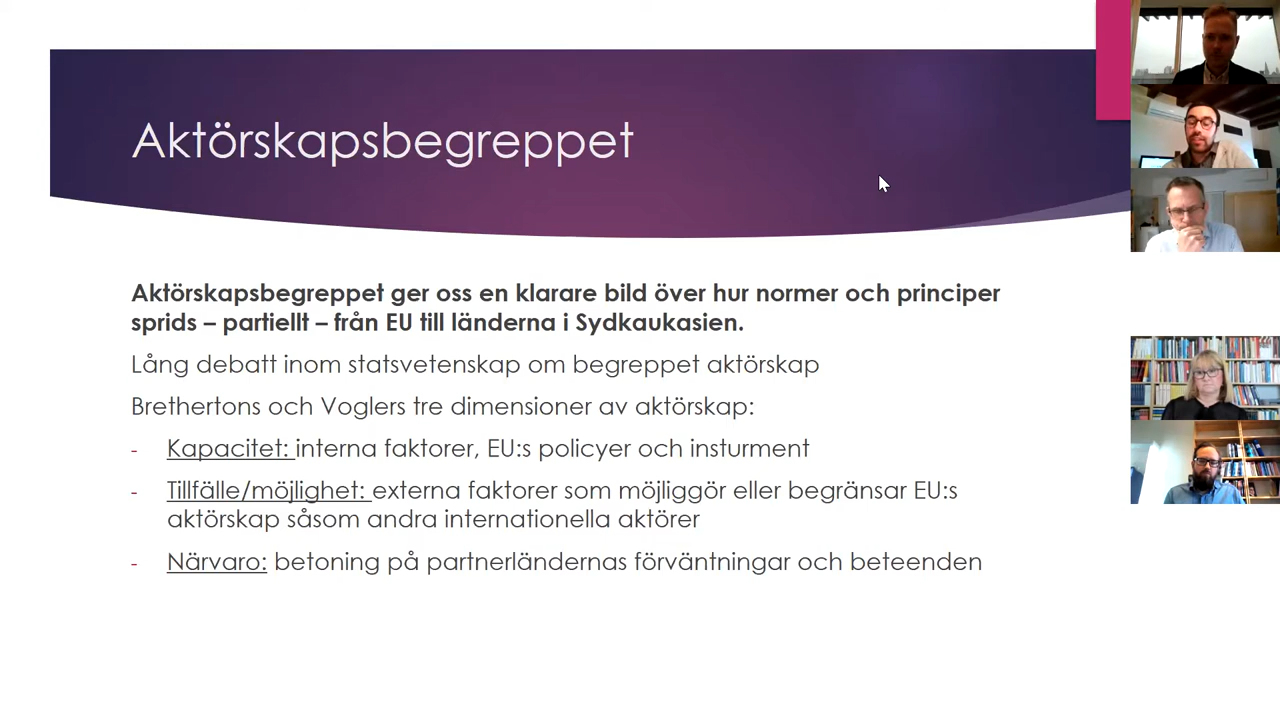 Aktörskapsbegreppet
Aktörskapsbegreppet ger oss en klarare bild över hur normer och principer
sprids – partiellt – från EU till länderna i Sydkaukasien.
Lång debatt inom statsvetenskap om begreppet aktörskap
Brethertons och Voglers tre dimensioner av aktörskap:
- Kapacitet: interna faktorer, EU:s policyer och insturment
- Tillfälle/möjlighet: externa faktorer som möjliggör eller begränsar EU:s
aktörskap såsom andra internationella aktörer
- Närvaro: betoning på partnerländernas förväntningar och beteenden